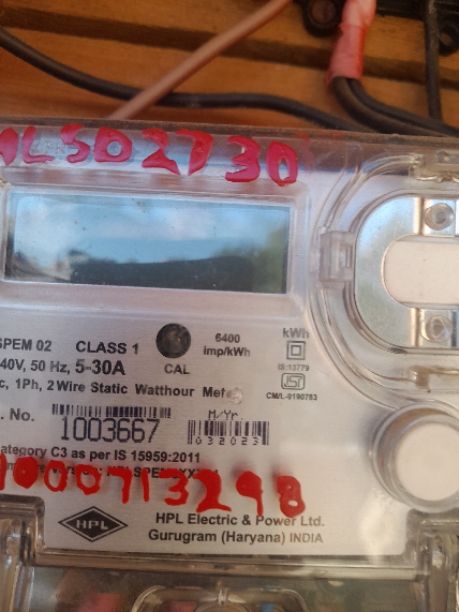 LSD2730
SPEM 02 CLASS 1 6400 kWh
40V, 50 Hz, 5-30A CAL imp/kWh IS:13779
c, 1Ph, 2 Wire Static Watthour Meter CM/L-9190783
. No. 1003667 M/Yr.
032023
ategory C3 as per IS 15959:2011
1000713298
HPL HPL Electric & Power Ltd.
Gurugram (Haryana) INDIA